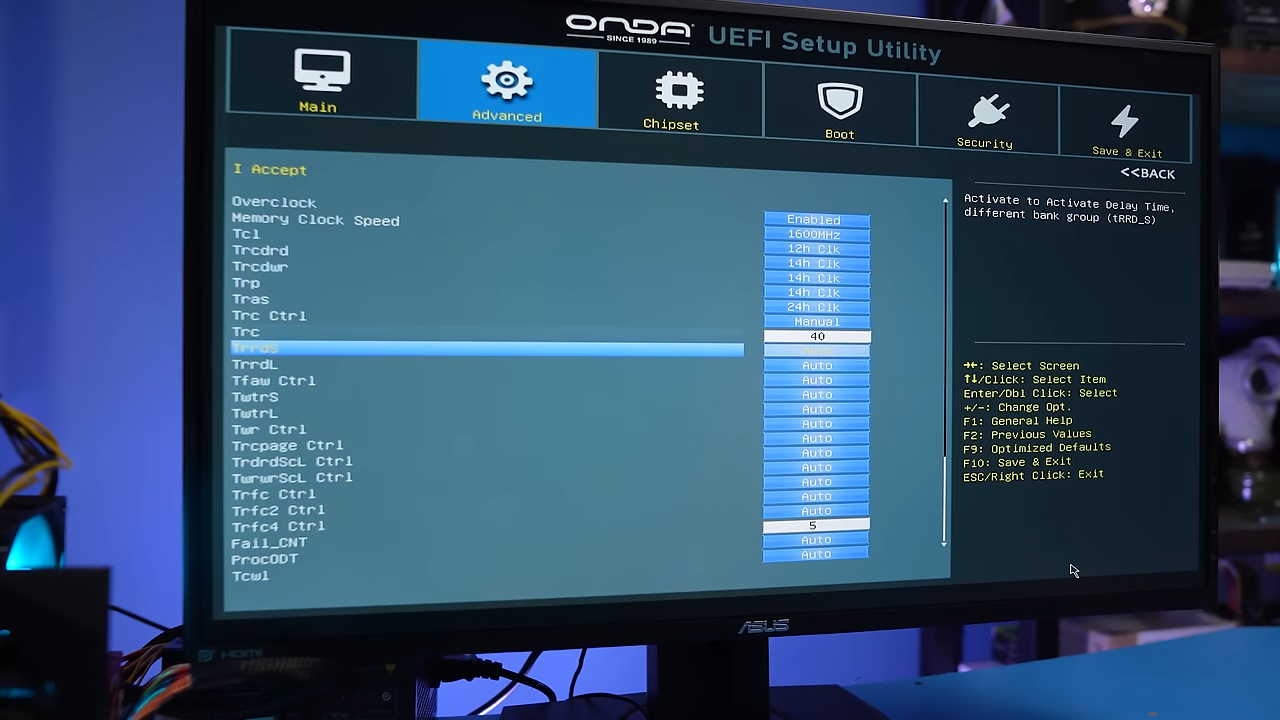 ONDA
SINCE 1989
UEFI Setup Utility
Main
Advanced
Chipset
Boot
Security
Save & Exit
<<BACK
I Accept
Overclock
Memory Clock Speed
Tcl
Trcdrd
Trcdwr
Trp
Tras
Trc Ctrl
Trc
TrrdS
TrrdL
Tfaw Ctrl
TwtrS
TwtrL
Twr Ctrl
Trcpage Ctrl
TrdrdScL Ctrl
TwrwrScL Ctrl
Trfc Ctrl
Trfc2 Ctrl
Trfc4 Ctrl
Fail_CNT
ProcODT
Tcwl
Enabled
1600MHz
12h Clk
14h Clk
14h Clk
14h Clk
24h Clk
Manual
40
Auto
Auto
Auto
Auto
Auto
Auto
Auto
Auto
Auto
Auto
Auto
Auto
5
Auto
Auto
Activate to Activate Delay Time,
different bank group (tRRD_S)
→←: Select Screen
↑↓/Click: Select Item
Enter/Dbl Click: Select
+/-: Change Opt.
F1: General Help
F2: Previous Values
F9: Optimized Defaults
F10: Save & Exit
ESC/Right Click: Exit
ASUS
HDMI